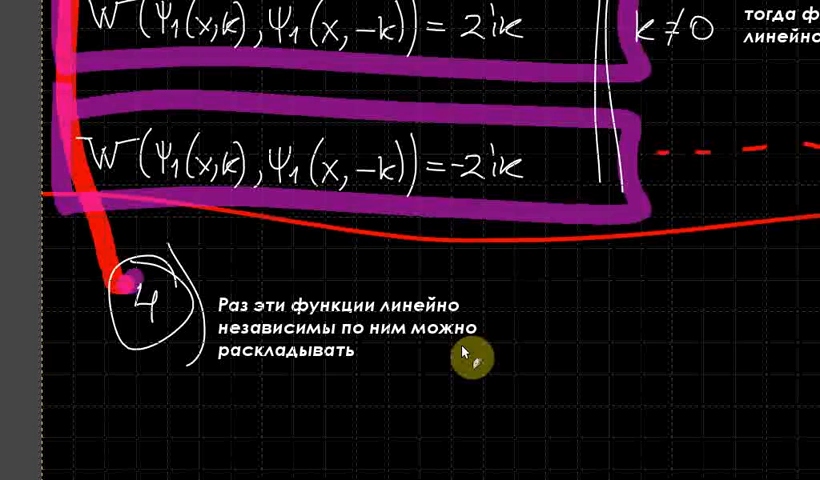 W(Ψ₁(x,k), Ψ₁(x,-k)) = 2ik
k ≠ 0
тогда ф
линейно
W(Ψ₁(x,k), Ψ₁(x,-k)) = -2ik
4
Раз эти функции линейно
независимы по ним можно
раскладывать